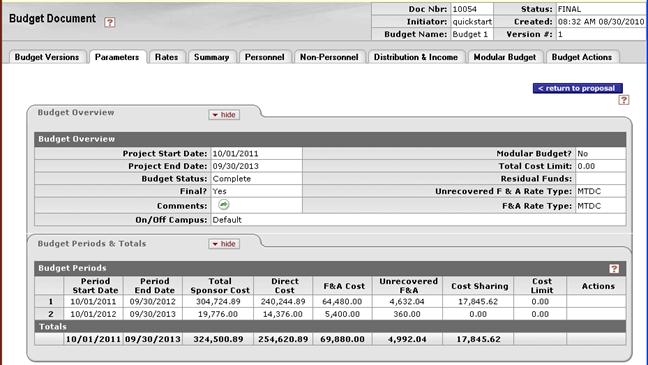 Budget Document ?
Doc Nbr: 10054 Status: FINAL
Initiator: quickstart Created: 08:32 AM 08/30/2010
Budget Name: Budget 1 Version #: 1
Budget Versions Parameters Rates Summary Personnel Non-Personnel Distribution & Income Modular Budget Budget Actions
< return to proposal
?
Budget Overview hide
Budget Overview
Project Start Date: 10/01/2011 Modular Budget? No
Project End Date: 09/30/2013 Total Cost Limit: 0.00
Budget Status: Complete Residual Funds:
Final? Yes Unrecovered F & A Rate Type: MTDC
Comments: F&A Rate Type: MTDC
On/Off Campus: Default
Budget Periods & Totals hide
Budget Periods ?
Period Start Date Period End Date Total Sponsor Cost Direct Cost F&A Cost Unrecovered F&A Cost Sharing Cost Limit Actions
1 10/01/2011 09/30/2012 304,724.89 240,244.89 64,480.00 4,632.04 17,845.62 0.00
2 10/01/2012 09/30/2013 19,776.00 14,376.00 5,400.00 360.00 0.00 0.00
Totals
10/01/2011 09/30/2013 324,500.89 254,620.89 69,880.00 4,992.04 17,845.62